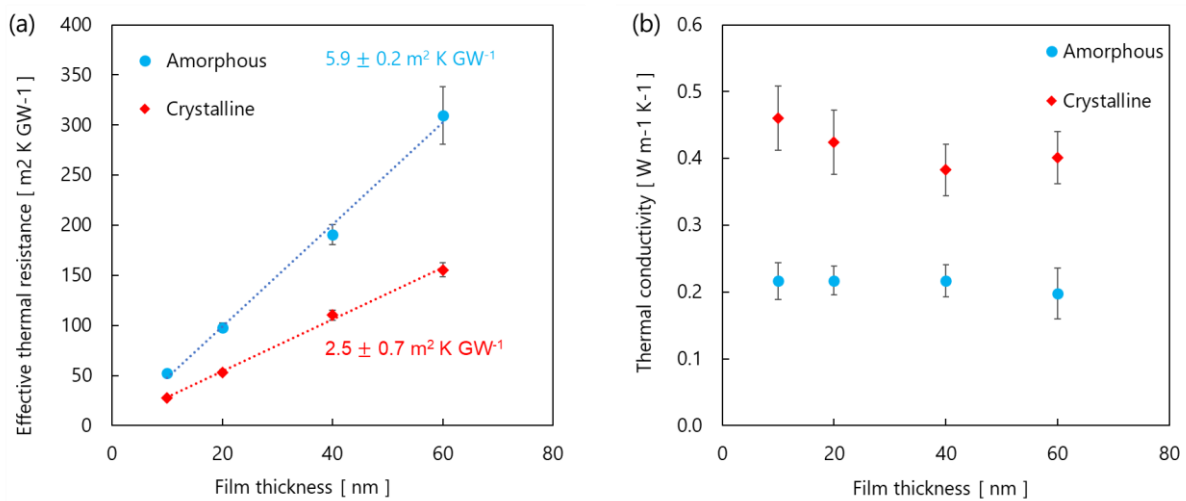 (a)
400
350
300
250
200
150
100
50
0
Effective thermal resistance [ m2 K GW-1 ]
Amorphous
Crystalline
5.9 ± 0.2 m² K GW⁻¹
2.5 ± 0.7 m² K GW⁻¹
0 20 40 60 80
Film thickness [ nm ]
(b)
0.6
0.5
0.4
0.3
0.2
0.1
0.0
Thermal conductivity [ W m-1 K-1 ]
Amorphous
Crystalline
0 20 40 60 80
Film thickness [ nm ]